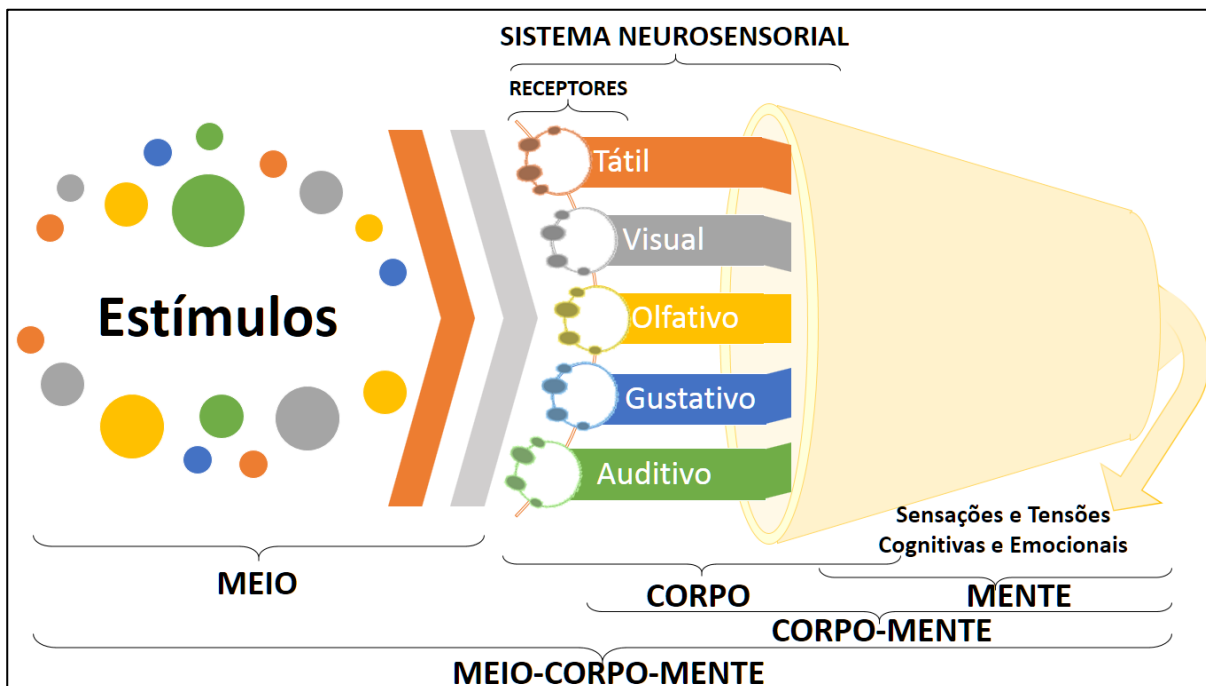 SISTEMA NEUROSENSORIAL
RECEPTORES
Tátil
Visual
Estímulos
Olfativo
Gustativo
Auditivo
Sensações e Tensões
Cognitivas e Emocionais
MEIO
CORPO
MENTE
CORPO-MENTE
MEIO-CORPO-MENTE